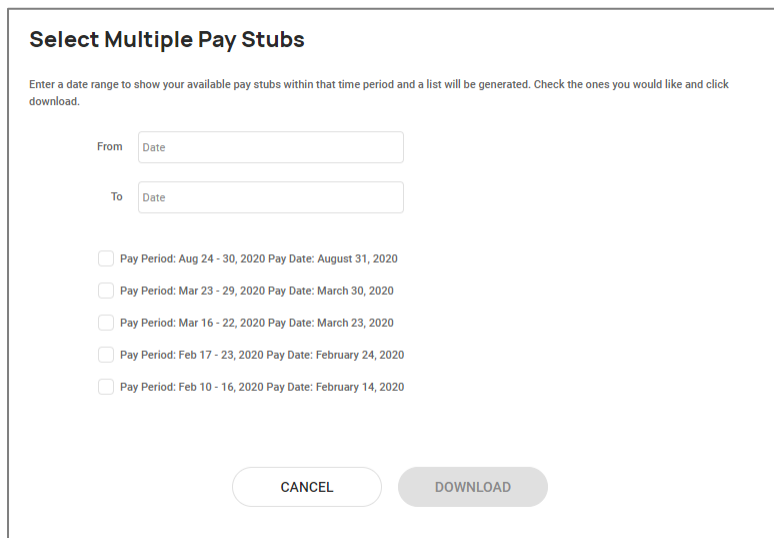 Select Multiple Pay Stubs
Enter a date range to show your available pay stubs within that time period and a list will be generated. Check the ones you would like and click
download.
From
Date
To
Date
Pay Period: Aug 24 - 30, 2020 Pay Date: August 31, 2020
Pay Period: Mar 23 - 29, 2020 Pay Date: March 30, 2020
Pay Period: Mar 16 - 22, 2020 Pay Date: March 23, 2020
Pay Period: Feb 17 - 23, 2020 Pay Date: February 24, 2020
Pay Period: Feb 10 - 16, 2020 Pay Date: February 14, 2020
CANCEL
DOWNLOAD